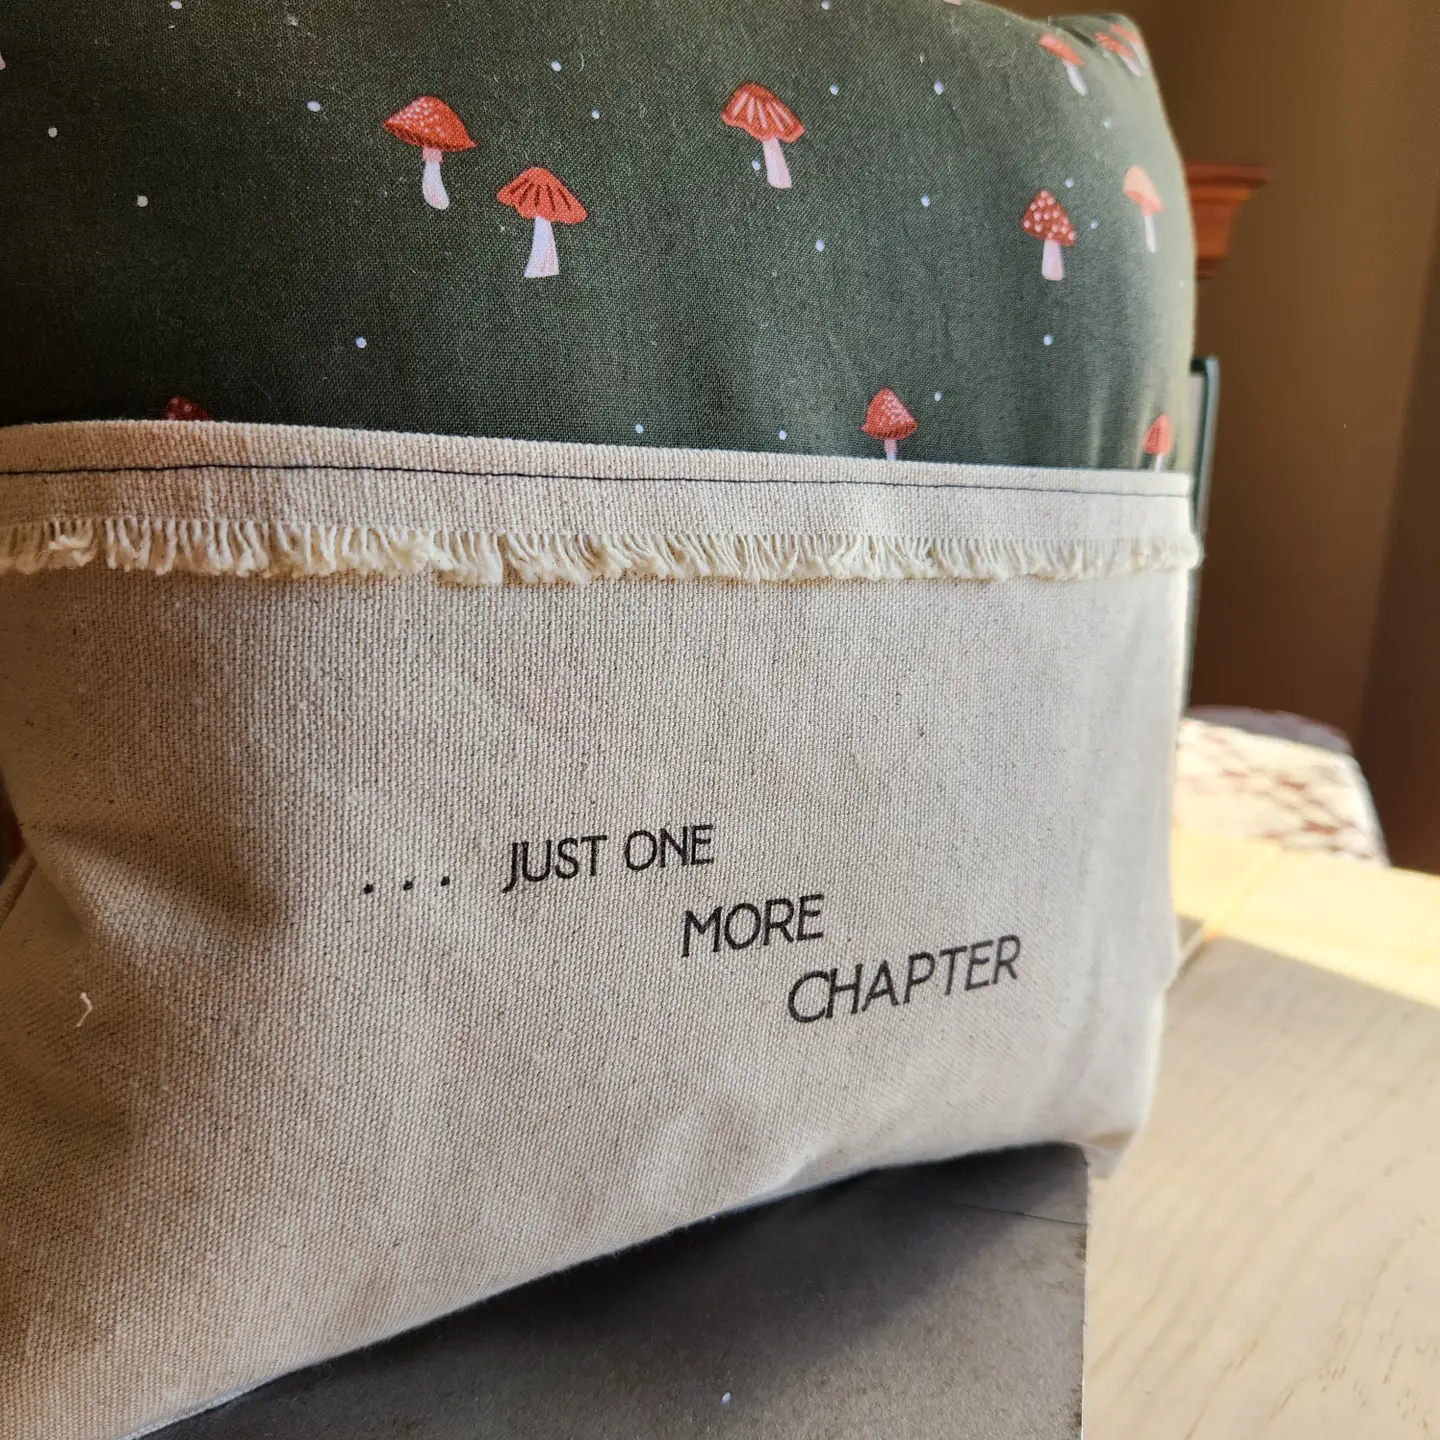 ... JUST ONE
MORE
CHAPTER